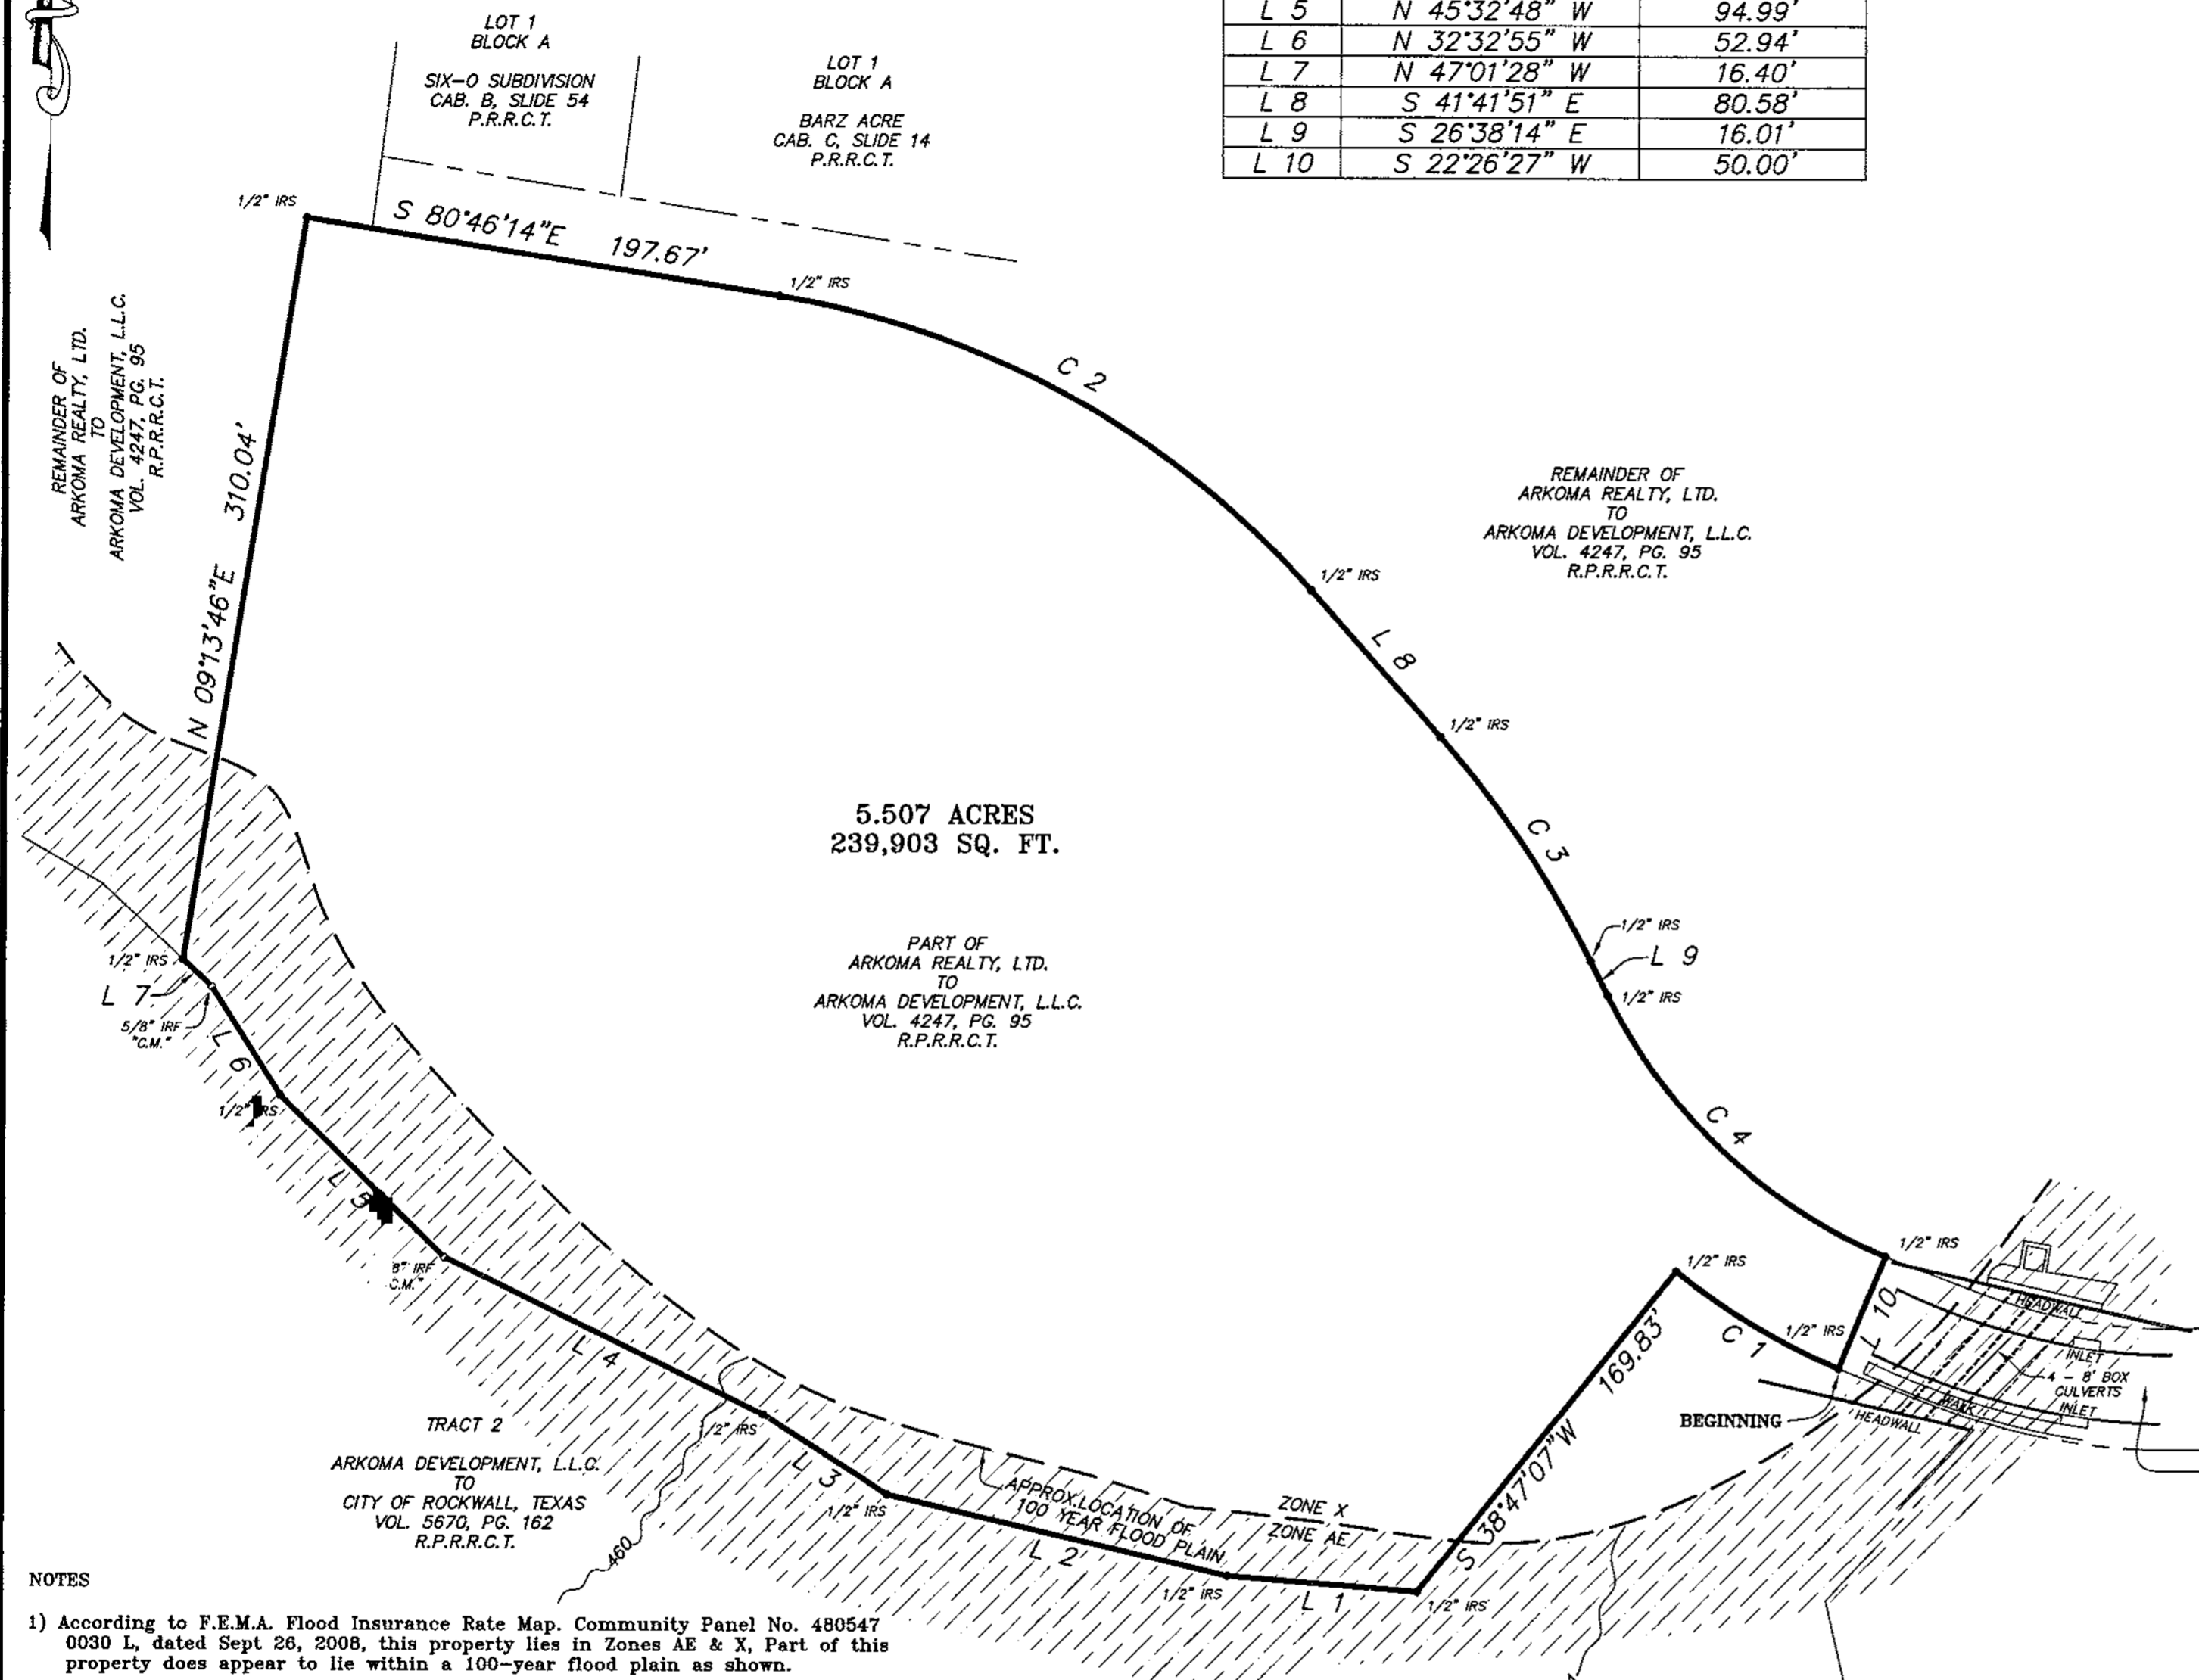 L 5 N 45°32'48" W 94.99'
L 6 N 32°32'55" W 52.94'
L 7 N 47°01'28" W 16.40'
L 8 S 41°41'51" E 80.58'
L 9 S 26°38'14" E 16.01'
L 10 S 22°26'27" W 50.00'
LOT 1
BLOCK A
SIX-O SUBDIVISION
CAB. B, SLIDE 54
P.R.R.C.T.
LOT 1
BLOCK A
BARZ ACRE
CAB. C, SLIDE 14
P.R.R.C.T.
1/2" IRS
S 80°46'14"E 197.67'
1/2" IRS
C 2
REMAINDER OF
ARKOMA REALTY, LTD.
TO
ARKOMA DEVELOPMENT, L.L.C.
VOL. 4247, PG. 95
R.P.R.R.C.T.
N 09°13'46"E 310.04'
REMAINDER OF
ARKOMA REALTY, LTD.
TO
ARKOMA DEVELOPMENT, L.L.C.
VOL. 4247, PG. 95
R.P.R.R.C.T.
1/2" IRS
L 8
1/2" IRS
5.507 ACRES
239,903 SQ. FT.
C 3
PART OF
ARKOMA REALTY, LTD.
TO
ARKOMA DEVELOPMENT, L.L.C.
VOL. 4247, PG. 95
R.P.R.R.C.T.
1/2" IRS
L 9
1/2" IRS
1/2" IRS
L 7
5/8" IRF
"C.M."
L 6
1/2" IRS
L 5
8" IRF
C.M."
C 4
1/2" IRS
1/2" IRS
L 10
HEADWALL
1/2" IRS
C 1
INLET
4 - 8' BOX
CULVERTS
INLET
WALK
HEADWALL
BEGINNING
S 38°47'07"W 169.83'
L 4
/2" IRS
L 3
1/2" IRS
TRACT 2
ARKOMA DEVELOPMENT, L.L.C.
TO
CITY OF ROCKWALL, TEXAS
VOL. 5670, PG. 162
R.P.R.R.C.T.
460
APPROX.LOCATION OF
100 YEAR FLOOD PLAIN
ZONE X
ZONE AE
L 2
1/2" IRS
L 1
1/2" IRS
NOTES
1) According to F.E.M.A. Flood Insurance Rate Map. Community Panel No. 480547
0030 L, dated Sept 26, 2008, this property lies in Zones AE & X, Part of this
property does appear to lie within a 100-year flood plain as shown.